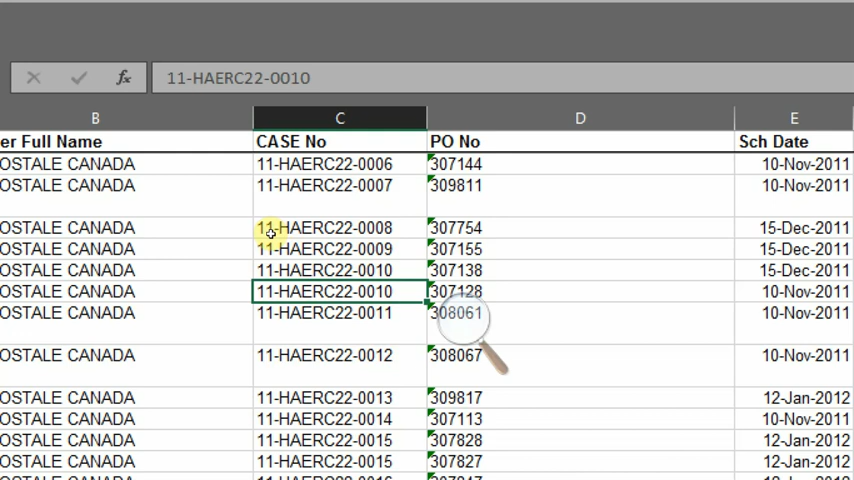 fx 11-HAERC22-0010
B C D E
er Full Name CASE No PO No Sch Date
OSTALE CANADA 11-HAERC22-0006 307144 10-Nov-2011
OSTALE CANADA 11-HAERC22-0007 309811 10-Nov-2011
OSTALE CANADA 11-HAERC22-0008 307754 15-Dec-2011
OSTALE CANADA 11-HAERC22-0009 307155 15-Dec-2011
OSTALE CANADA 11-HAERC22-0010 307138 15-Dec-2011
OSTALE CANADA 11-HAERC22-0010 307128 10-Nov-2011
OSTALE CANADA 11-HAERC22-0011 308061 10-Nov-2011
OSTALE CANADA 11-HAERC22-0012 308067 10-Nov-2011
OSTALE CANADA 11-HAERC22-0013 309817 12-Jan-2012
OSTALE CANADA 11-HAERC22-0014 307113 10-Nov-2011
OSTALE CANADA 11-HAERC22-0015 307828 12-Jan-2012
OSTALE CANADA 11-HAERC22-0015 307827 12-Jan-2012